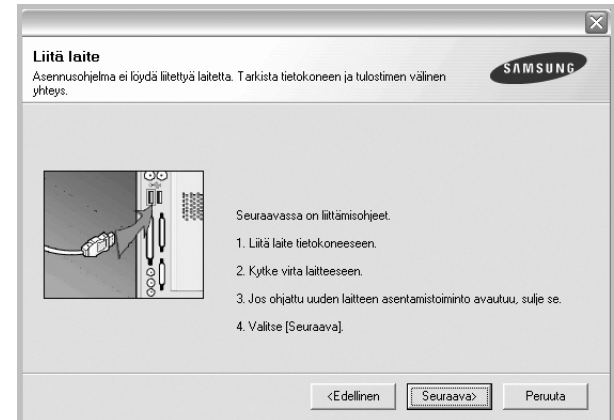 Liitä laite
Asennusohjelma ei löydä liitettyä laitetta. Tarkista tietokoneen ja tulostimen välinen
yhteys.
SAMSUNG
Seuraavassa on liittämisohjeet.
1. Liitä laite tietokoneeseen.
2. Kytke virta laitteeseen.
3. Jos ohjattu uuden laitteen asentamistoiminto avautuu, sulje se.
4. Valitse [Seuraava].
<Edellinen
Seuraava>
Peruuta